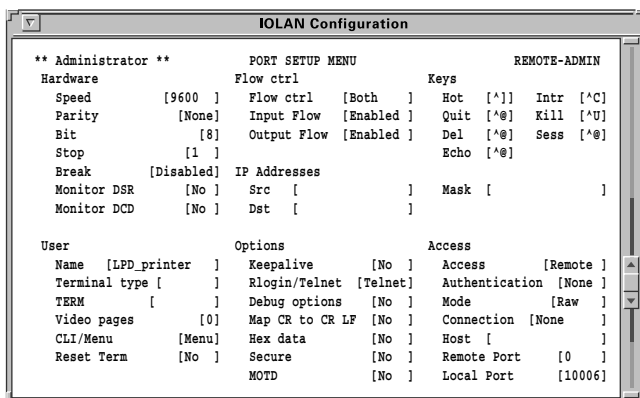 IOLAN Configuration
** Administrator ** PORT SETUP MENU REMOTE-ADMIN
Hardware Flow ctrl Keys
Speed [9600 ] Flow ctrl [Both ] Hot [^]] Intr [^C]
Parity [None] Input Flow [Enabled ] Quit [^@] Kill [^U]
Bit [8] Output Flow [Enabled ] Del [^@] Sess [^@]
Stop [1 ] Echo [^@]
Break [Disabled] IP Addresses
Monitor DSR [No ] Src [ ] Mask [ ]
Monitor DCD [No ] Dst [ ]
User Options Access
Name [LPD_printer ] Keepalive [No ] Access [Remote ]
Terminal type [ ] Rlogin/Telnet [Telnet] Authentication [None ]
TERM [ ] Debug options [No ] Mode [Raw ]
Video pages [0] Map CR to CR LF [No ] Connection [None ]
CLI/Menu [Menu] Hex data [No ] Host [ ]
Reset Term [No ] Secure [No ] Remote Port [0 ]
MOTD [No ] Local Port [10006]